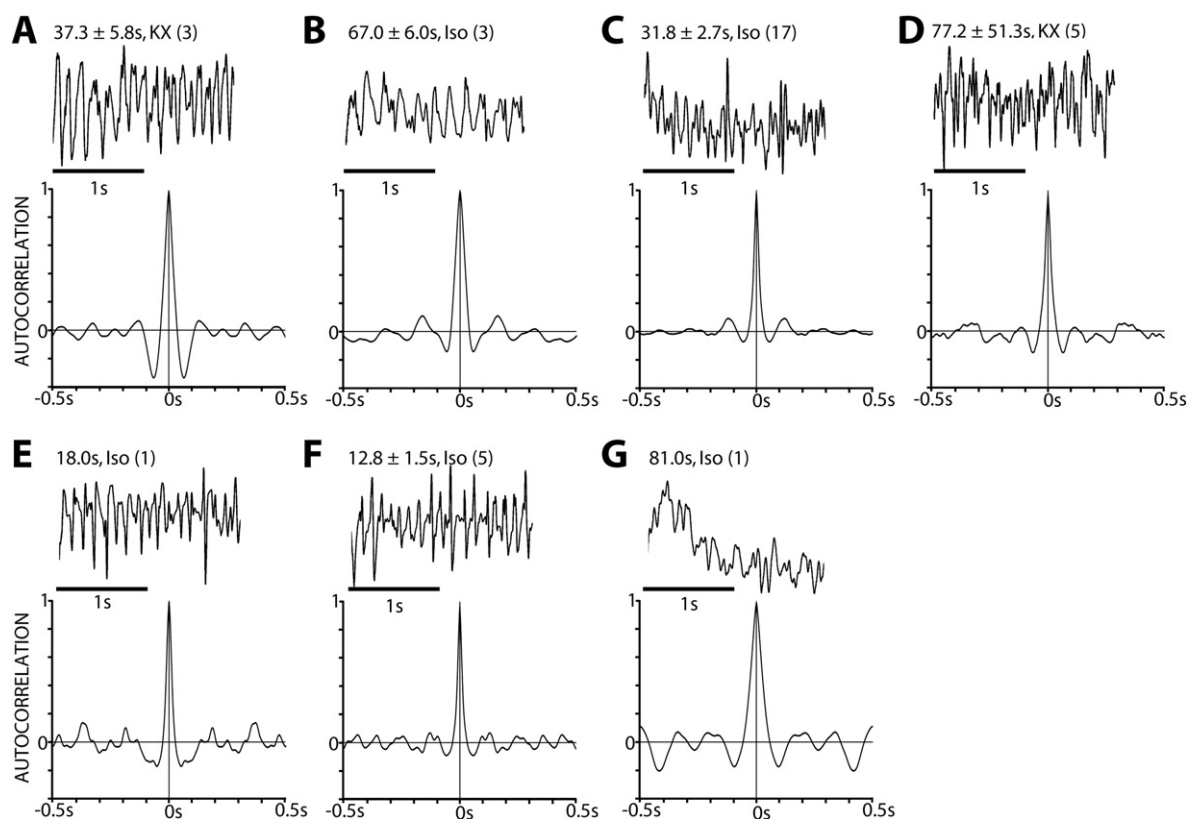 A B C D
37.3 ± 5.8s, KX (3) 67.0 ± 6.0s, Iso (3) 31.8 ± 2.7s, Iso (17) 77.2 ± 51.3s, KX (5)
1s 1s 1s 1s
1 1 1 1
AUTOCORRELATION
0 0 0 0
-0.5s 0s 0.5s -0.5s 0s 0.5s -0.5s 0s 0.5s -0.5s 0s 0.5s
E F G
18.0s, Iso (1) 12.8 ± 1.5s, Iso (5) 81.0s, Iso (1)
1s 1s 1s
1 1 1
AUTOCORRELATION
0 0 0
-0.5s 0s 0.5s -0.5s 0s 0.5s -0.5s 0s 0.5s